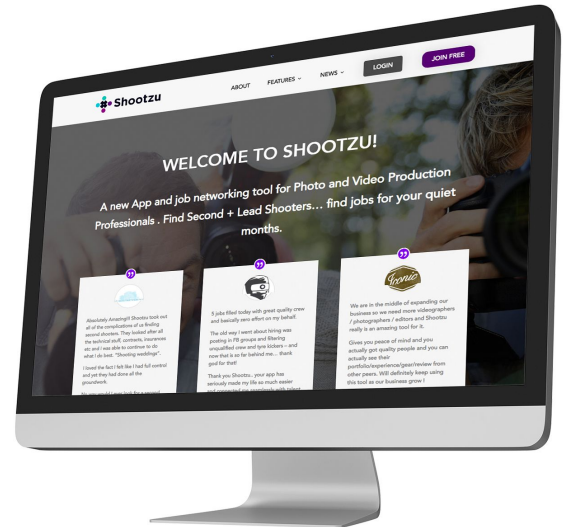 Shootzu
ABOUT
FEATURES
NEWS
LOGIN
JOIN FREE
WELCOME TO SHOOTZU!
A new App and job networking tool for Photo and Video Production
Professionals . Find Second + Lead Shooters... find jobs for your quiet
months.
Absolutely Amazing!!! Shootzu took out
all of the complications of us finding
second shooters. They looked after all
the technical stuff, contracts, insurances
etc and i was able to continue to do
what I do best, "Shooting weddings".
I loved the fact I felt like I had full control
and yet they had done all the
groundwork.
5 jobs filled today with great quality crew
and basically zero effort on my behalf.
The old way I went about hiring was
posting in FB groups and filtering
unqualified crew and tyre kickers – and
now that is so far behind me... thank
god for that!
Thank you Shootzu.. your app has
seriously made my life so much easier
Iconic
We are in the middle of expanding our
business so we need more videographers
/ photographers / editors and Shootzu
really is an amazing tool for it.
Gives you peace of mind and you
actually got quality people and you can
actually see their
portfolio/experience/gear/review from
other peers. Will definitely keep using
this tool as our business grow !